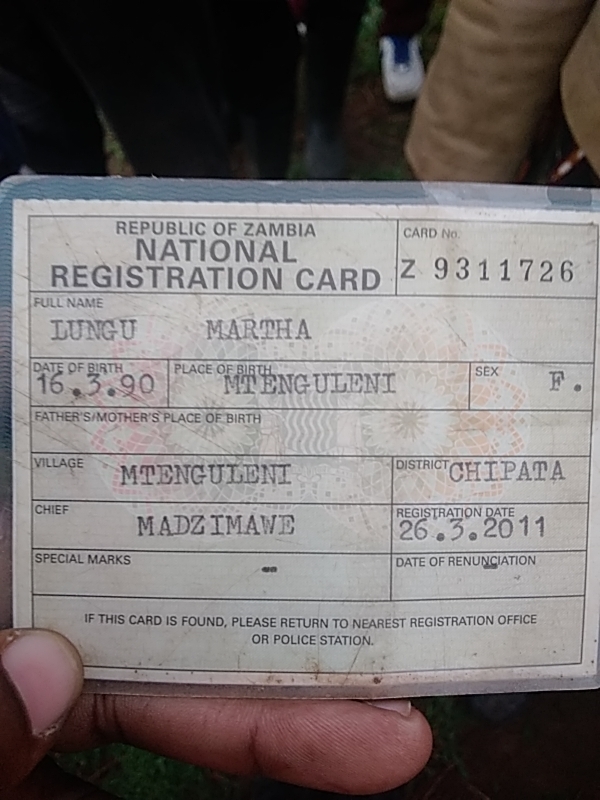 REPUBLIC OF ZAMBIA
NATIONAL
REGISTRATION CARD
CARD No.
Z 9311726
FULL NAME
LUNGU MARTHA
DATE OF BIRTH
16.3.90
PLACE OF BIRTH
MTENGULENI
SEX
F.
FATHER'S/MOTHER'S PLACE OF BIRTH
VILLAGE
MTENGULENI
DISTRICT
CHIPATA
CHIEF
MADZIMAWE
REGISTRATION DATE
26.3.2011
SPECIAL MARKS
-
DATE OF RENUNCIATION
-
IF THIS CARD IS FOUND, PLEASE RETURN TO NEAREST REGISTRATION OFFICE
OR POLICE STATION.